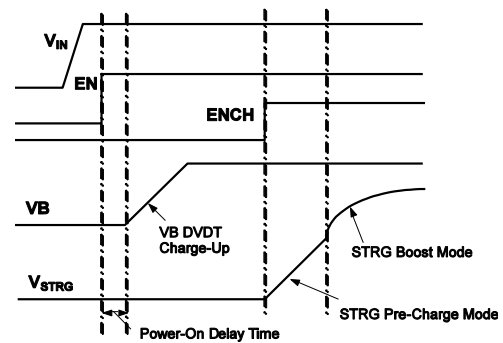 VIN
EN
ENCH
VB
VB DVDT
Charge-Up
STRG Boost Mode
VSTRG
STRG Pre-Charge Mode
Power-On Delay Time